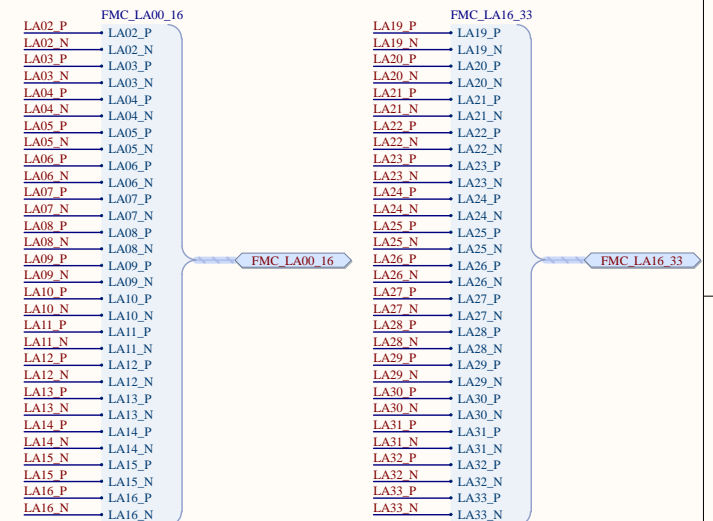 FMC_LA00_16
LA02_P LA02_P
LA02_N LA02_N
LA03_P LA03_P
LA03_N LA03_N
LA04_P LA04_P
LA04_N LA04_N
LA05_P LA05_P
LA05_N LA05_N
LA06_P LA06_P
LA06_N LA06_N
LA07_P LA07_P
LA07_N LA07_N
LA08_P LA08_P
LA08_N LA08_N
LA09_P LA09_P
LA09_N LA09_N
LA10_P LA10_P
LA10_N LA10_N
LA11_P LA11_P
LA11_N LA11_N
LA12_P LA12_P
LA12_N LA12_N
LA13_P LA13_P
LA13_N LA13_N
LA14_P LA14_P
LA14_N LA14_N
LA15_N LA15_P
LA15_P LA15_N
LA16_P LA16_P
LA16_N LA16_N
FMC_LA00_16
FMC_LA16_33
LA19_P LA19_P
LA19_N LA19_N
LA20_P LA20_P
LA20_N LA20_N
LA21_P LA21_P
LA21_N LA21_N
LA22_P LA22_P
LA22_N LA22_N
LA23_P LA23_P
LA23_N LA23_N
LA24_P LA24_P
LA24_N LA24_N
LA25_P LA25_P
LA25_N LA25_N
LA26_P LA26_P
LA26_N LA26_N
LA27_P LA27_P
LA27_N LA27_N
LA28_P LA28_P
LA28_N LA28_N
LA29_P LA29_P
LA29_N LA29_N
LA30_P LA30_P
LA30_N LA30_N
LA31_P LA31_P
LA31_N LA31_N
LA32_P LA32_P
LA32_N LA32_N
LA33_P LA33_P
LA33_N LA33_N
FMC_LA16_33